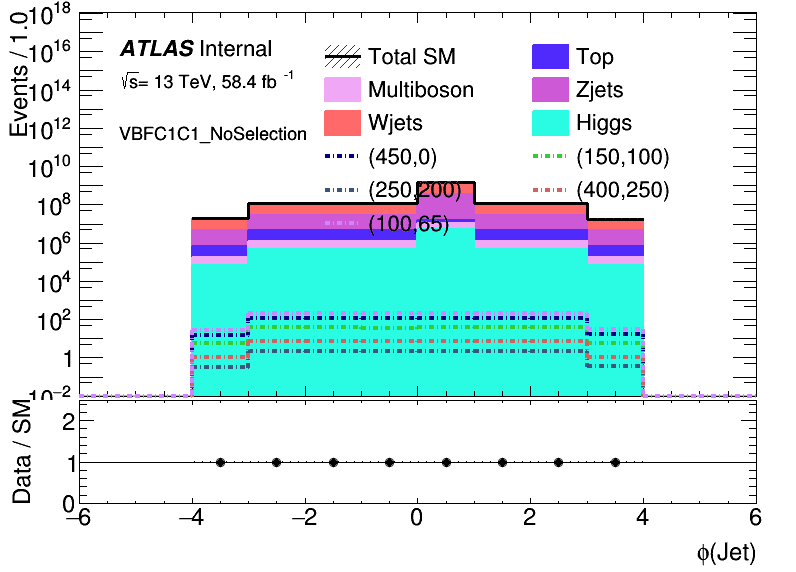 Events / 1.0
10^18
10^16
10^14
10^12
10^10
10^8
10^6
10^4
10^2
1
10^-2
ATLAS Internal
√s= 13 TeV, 58.4 fb^-1
VBFC1C1_NoSelection
Total SM
Top
Multiboson
Zjets
Wjets
Higgs
(450,0)
(150,100)
(250,200)
(400,250)
(100,65)
Data / SM
2
1
0
−6 −4 −2 0 2 4 6
ϕ(Jet)